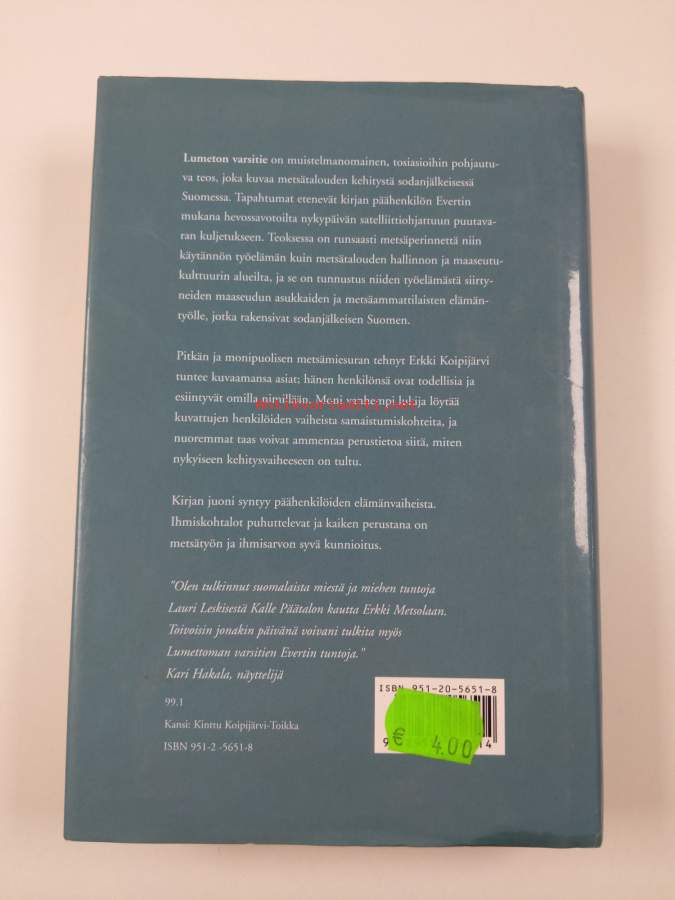 Lumeton varsitie on muistelmanomainen, tosiasioihin pohjautu-
va teos, joka kuvaa metsätalouden kehitystä sodanjälkeisessä
Suomessa. Tapahtumat etenevät kirjan päähenkilön Evertin
mukana hevossavotoilta nykypäivän satelliittiohjattuun puutava-
ran kuljetukseen. Teoksessa on runsaasti metsäperinnettä niin
käytännön työelämän kuin metsätalouden hallinnon ja maaseutu-
kulttuurin alueilta, ja se on tunnustus niiden työelämästä siirty-
neiden maaseudun asukkaiden ja metsäammattilaisten elämän-
työlle, jotka rakensivat sodanjälkeisen Suomen.
Pitkän ja monipuolisen metsämiesuran tehnyt Erkki Koipijärvi
tuntee kuvaamansa asiat; hänen henkilönsä ovat todellisia ja
esiintyvät omilla nimillään. Moni vanhempi lukija löytää
kuvattujen henkilöiden vaiheista samaistumiskohteita, ja
nuoremmat taas voivat ammentaa perustietoa siitä, miten
nykyiseen kehitysvaiheeseen on tultu.
Kirjan juoni syntyy päähenkilöiden elämänvaiheista.
Ihmiskohtalot puhuttelevat ja kaiken perustana on
metsätyön ja ihmisarvon syvä kunnioitus.
"Olen tulkinnut suomalaista miestä ja miehen tuntoja
Lauri Leskisestä Kalle Päätalon kautta Erkki Metsolaan.
Toivoisin jonakin päivänä voivani tulkita myös
Lumettoman varsitien Evertin tuntoja."
Kari Hakala, näyttelijä
99.1
Kansi: Kinttu Koipijärvi-Toikka
ISBN 951-2 -5651-8
ISBN 951-20-5651-8
€ 4.00
9 14